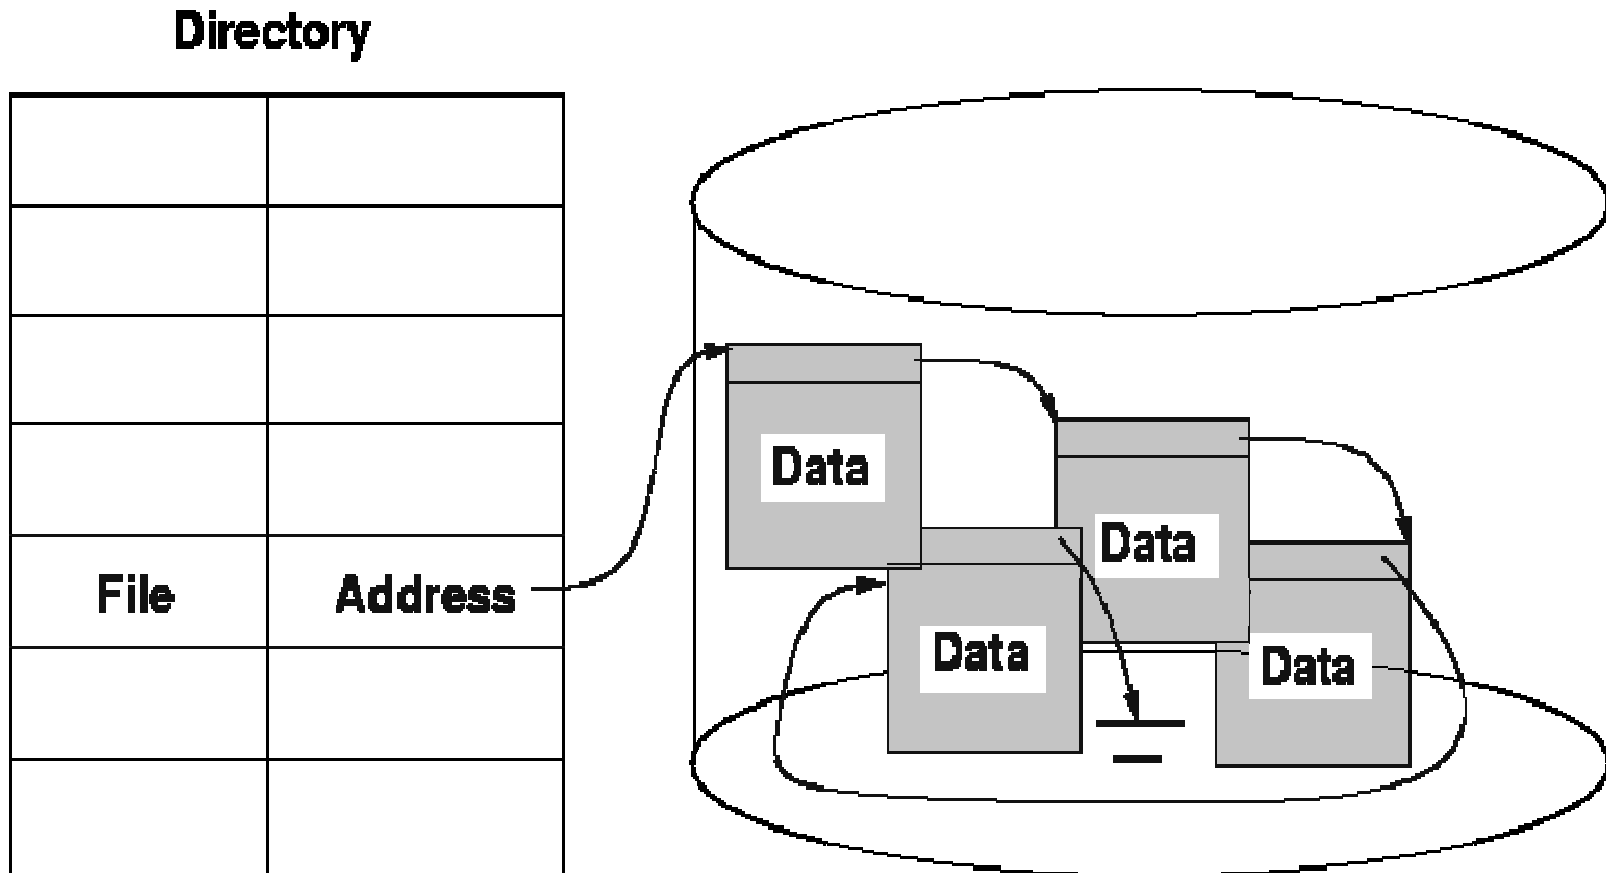 Directory
File Address
Data
Data
Data
Data